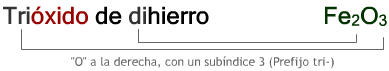 Trióxido de dihierro Fe₂O₃
"O" a la derecha, con un subíndice 3 (Prefijo tri-)